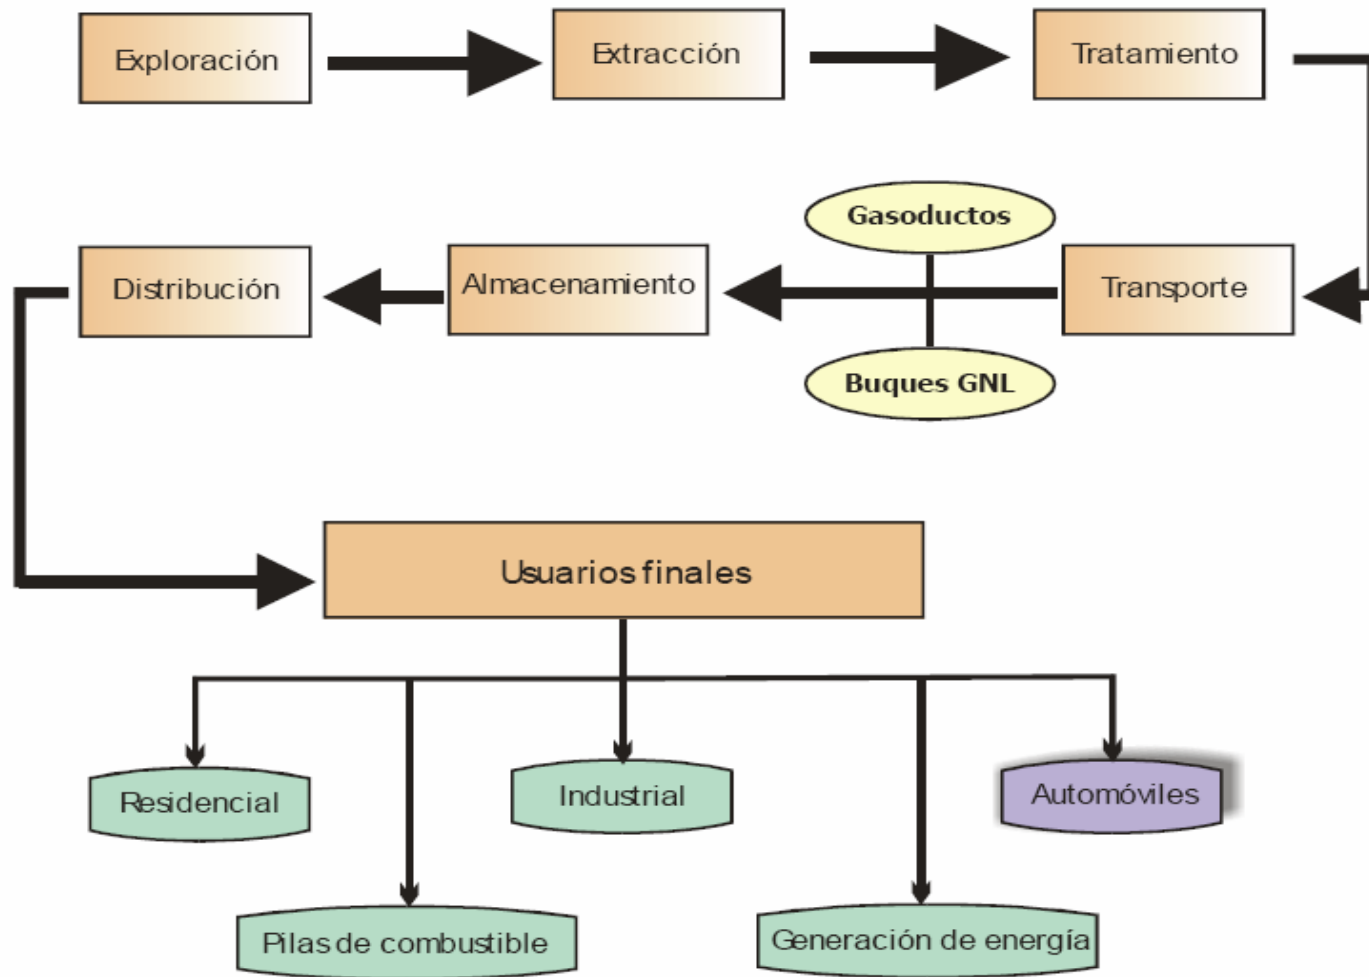 Exploración
Extracción
Tratamiento
Gasoductos
Distribución
Almacenamiento
Transporte
Buques GNL
Usuarios finales
Residencial
Industrial
Automóviles
Pilas de combustible
Generación de energía